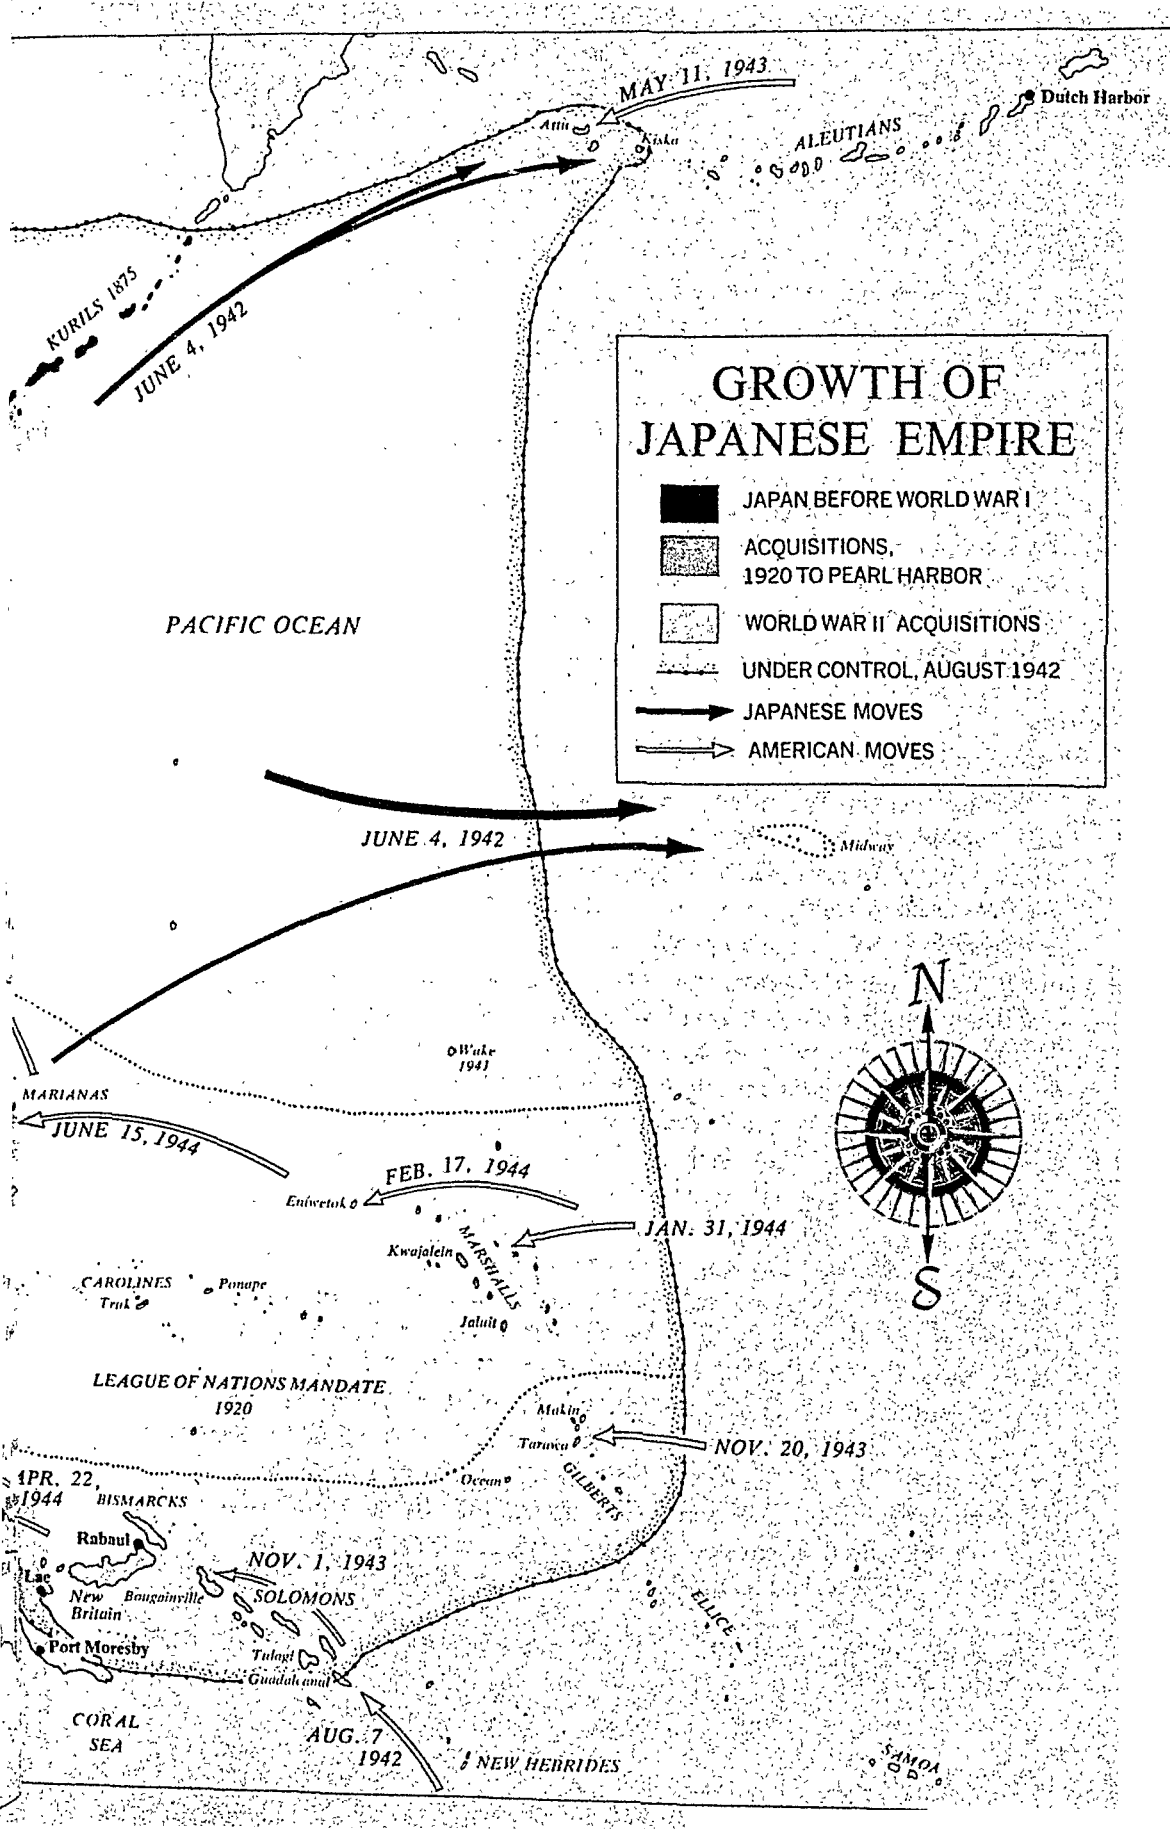 MAY 11, 1943
Dutch Harbor
Attu
Kiska
ALEUTIANS
KURILS 1875
JUNE 4, 1942
GROWTH OF
JAPANESE EMPIRE
JAPAN BEFORE WORLD WAR I
ACQUISITIONS,
1920 TO PEARL HARBOR
WORLD WAR II ACQUISITIONS
UNDER CONTROL, AUGUST 1942
JAPANESE MOVES
AMERICAN MOVES
PACIFIC OCEAN
JUNE 4, 1942
Midway
N
S
Wake
1941
MARIANAS
JUNE 15, 1944
FEB. 17, 1944
Eniwetok
JAN. 31, 1944
Kwajalein
MARSHALLS
CAROLINES
Truk
Ponape
Jaluit
LEAGUE OF NATIONS MANDATE
1920
Makin
Tarawa
NOV. 20, 1943
Ocean
GILBERTS
APR. 22,
1944
BISMARCKS
Rabaul
NOV. 1, 1943
Lae
New
Britain
Bougainville
SOLOMONS
ELLICE
Port Moresby
Tulagi
Guadalcanal
CORAL
SEA
AUG. 7
1942
NEW HEBRIDES
SAMOA